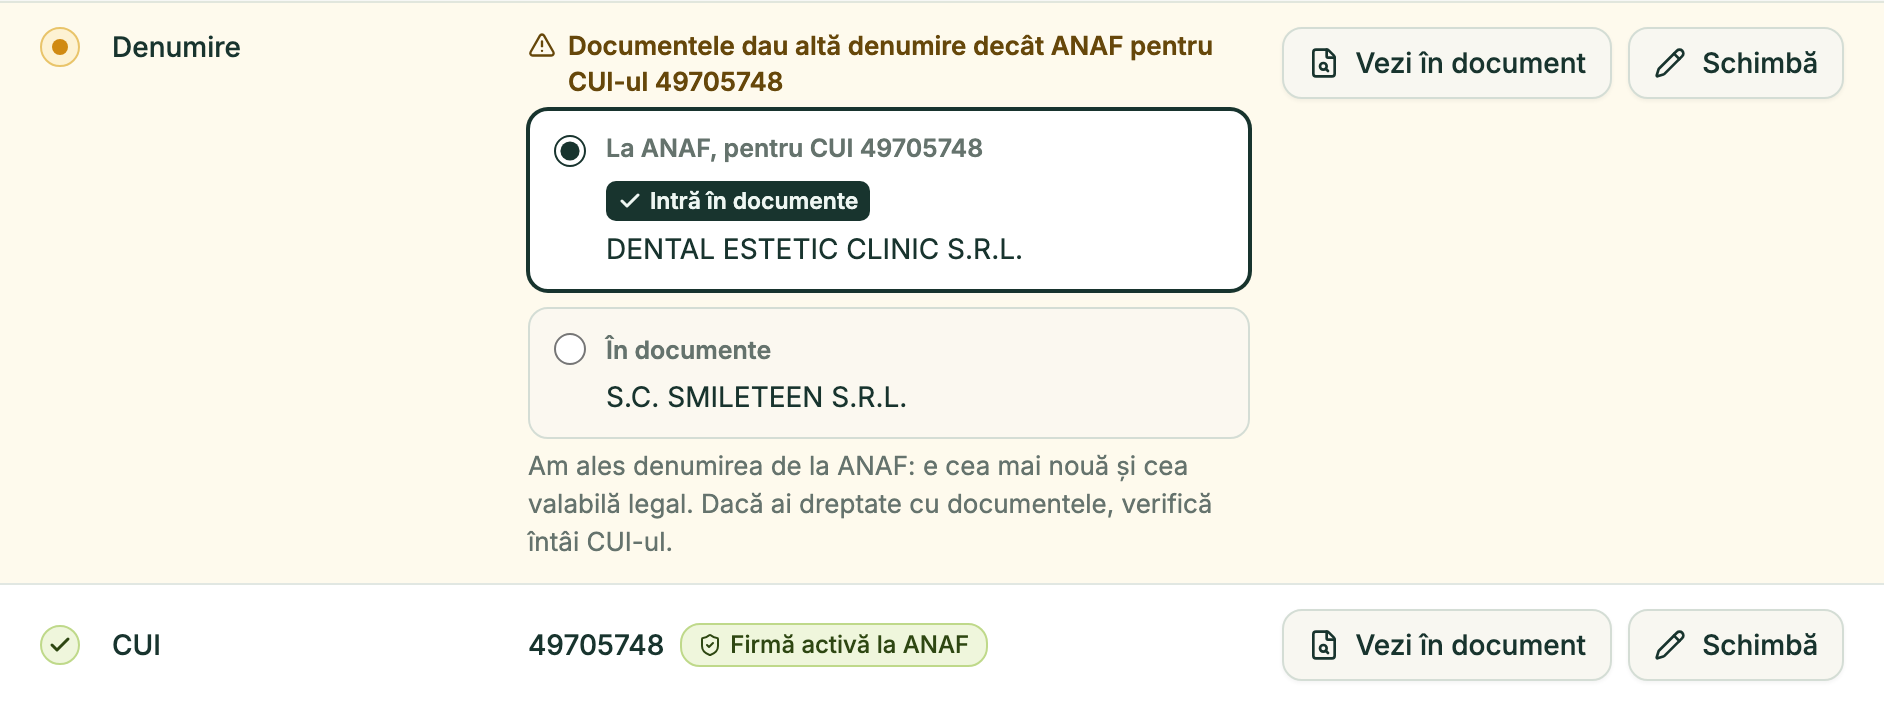 Denumire
Documentele dau altă denumire decât ANAF pentru
CUI-ul 49705748
Vezi în document
Schimbă
La ANAF, pentru CUI 49705748
Intră în documente
DENTAL ESTETIC CLINIC S.R.L.
În documente
S.C. SMILETEEN S.R.L.
Am ales denumirea de la ANAF: e cea mai nouă și cea
valabilă legal. Dacă ai dreptate cu documentele, verifică
întâi CUI-ul.
CUI
49705748
Firmă activă la ANAF
Vezi în document
Schimbă